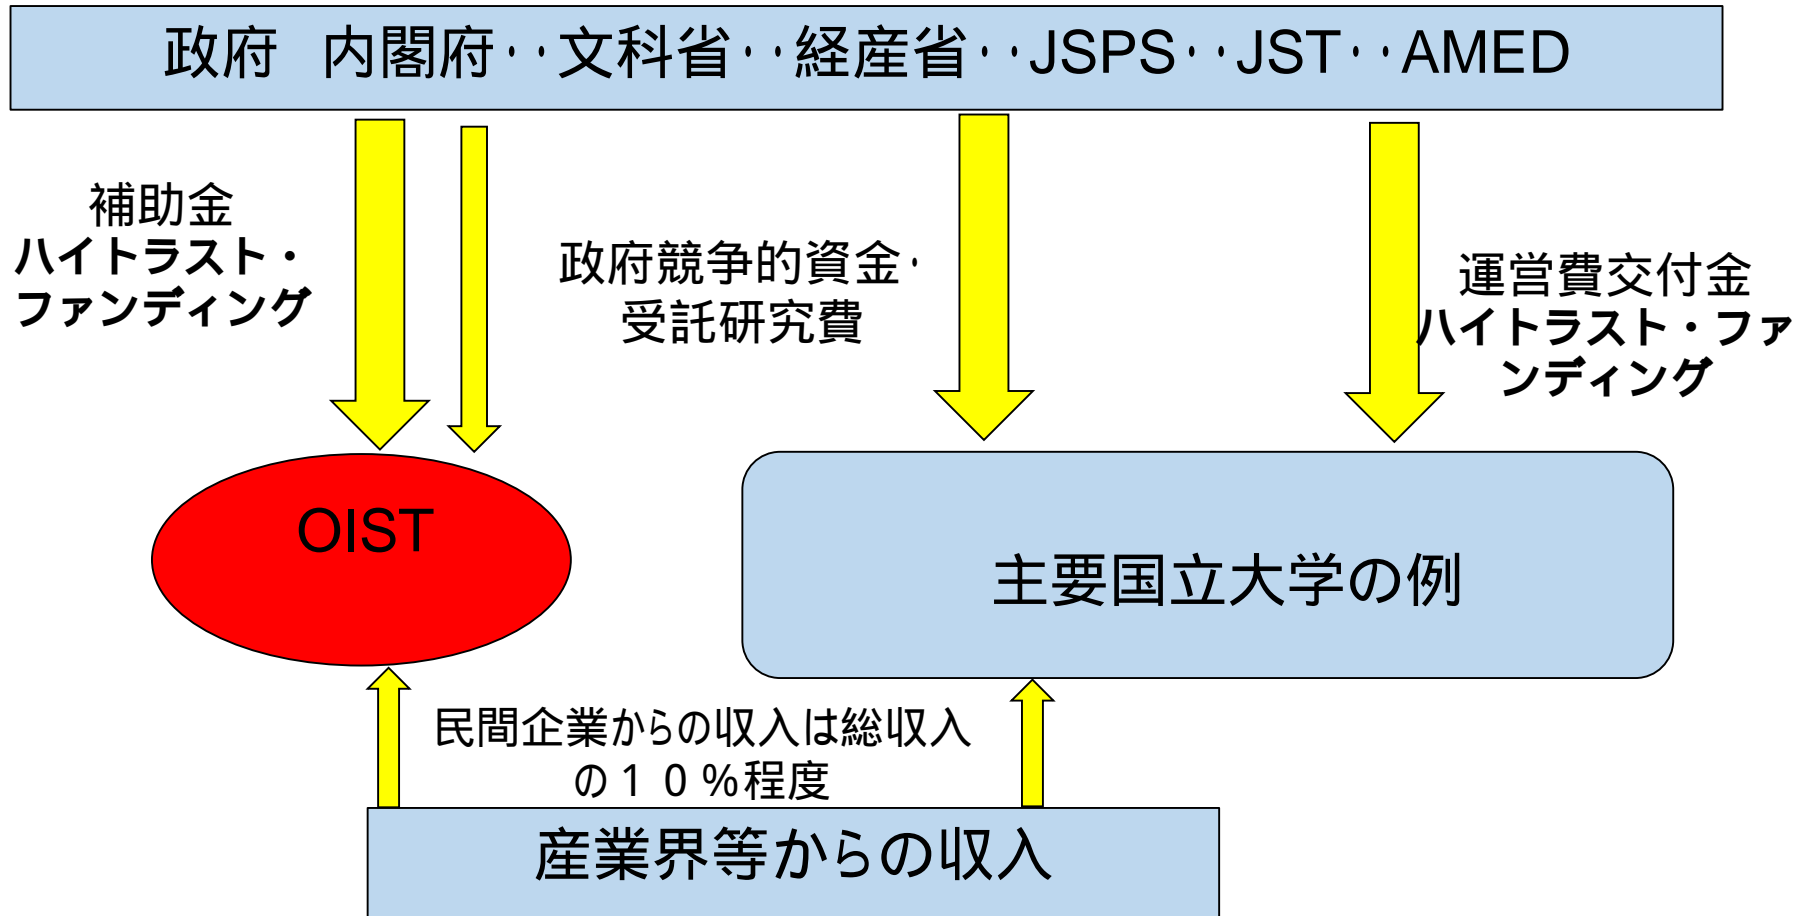 政府　内閣府・・文科省・・経産省・・JSPS・・JST・・AMED
補助金
ハイトラスト・
ファンディング
政府競争的資金・
受託研究費
運営費交付金
ハイトラスト・ファ
ンディング
OIST
主要国立大学の例
民間企業からの収入は総収入
の１０％程度
産業界等からの収入